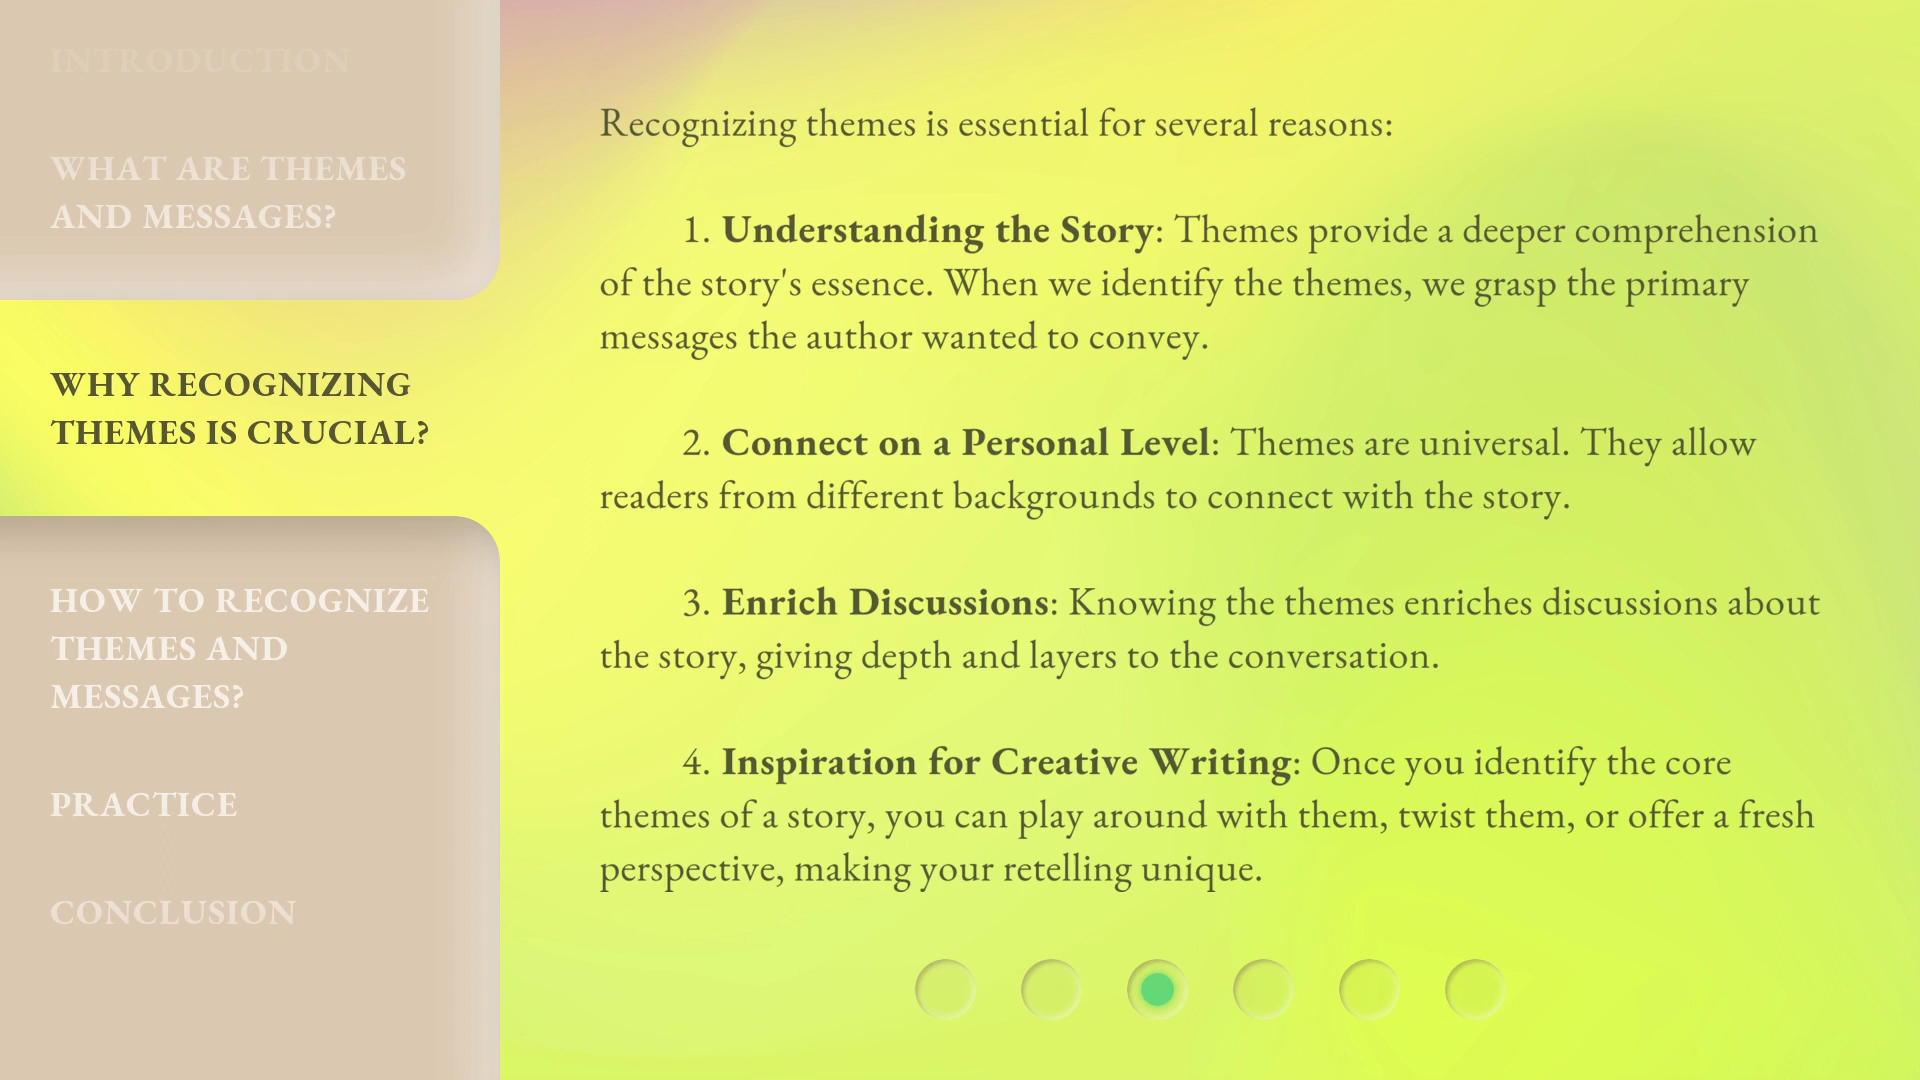 INTRODUCTION
WHAT ARE THEMES
AND MESSAGES?
WHY RECOGNIZING
THEMES IS CRUCIAL?
HOW TO RECOGNIZE
THEMES AND
MESSAGES?
PRACTICE
CONCLUSION
Recognizing themes is essential for several reasons:
1. Understanding the Story: Themes provide a deeper comprehension
of the story's essence. When we identify the themes, we grasp the primary
messages the author wanted to convey.
2. Connect on a Personal Level: Themes are universal. They allow
readers from different backgrounds to connect with the story.
3. Enrich Discussions: Knowing the themes enriches discussions about
the story, giving depth and layers to the conversation.
4. Inspiration for Creative Writing: Once you identify the core
themes of a story, you can play around with them, twist them, or offer a fresh
perspective, making your retelling unique.